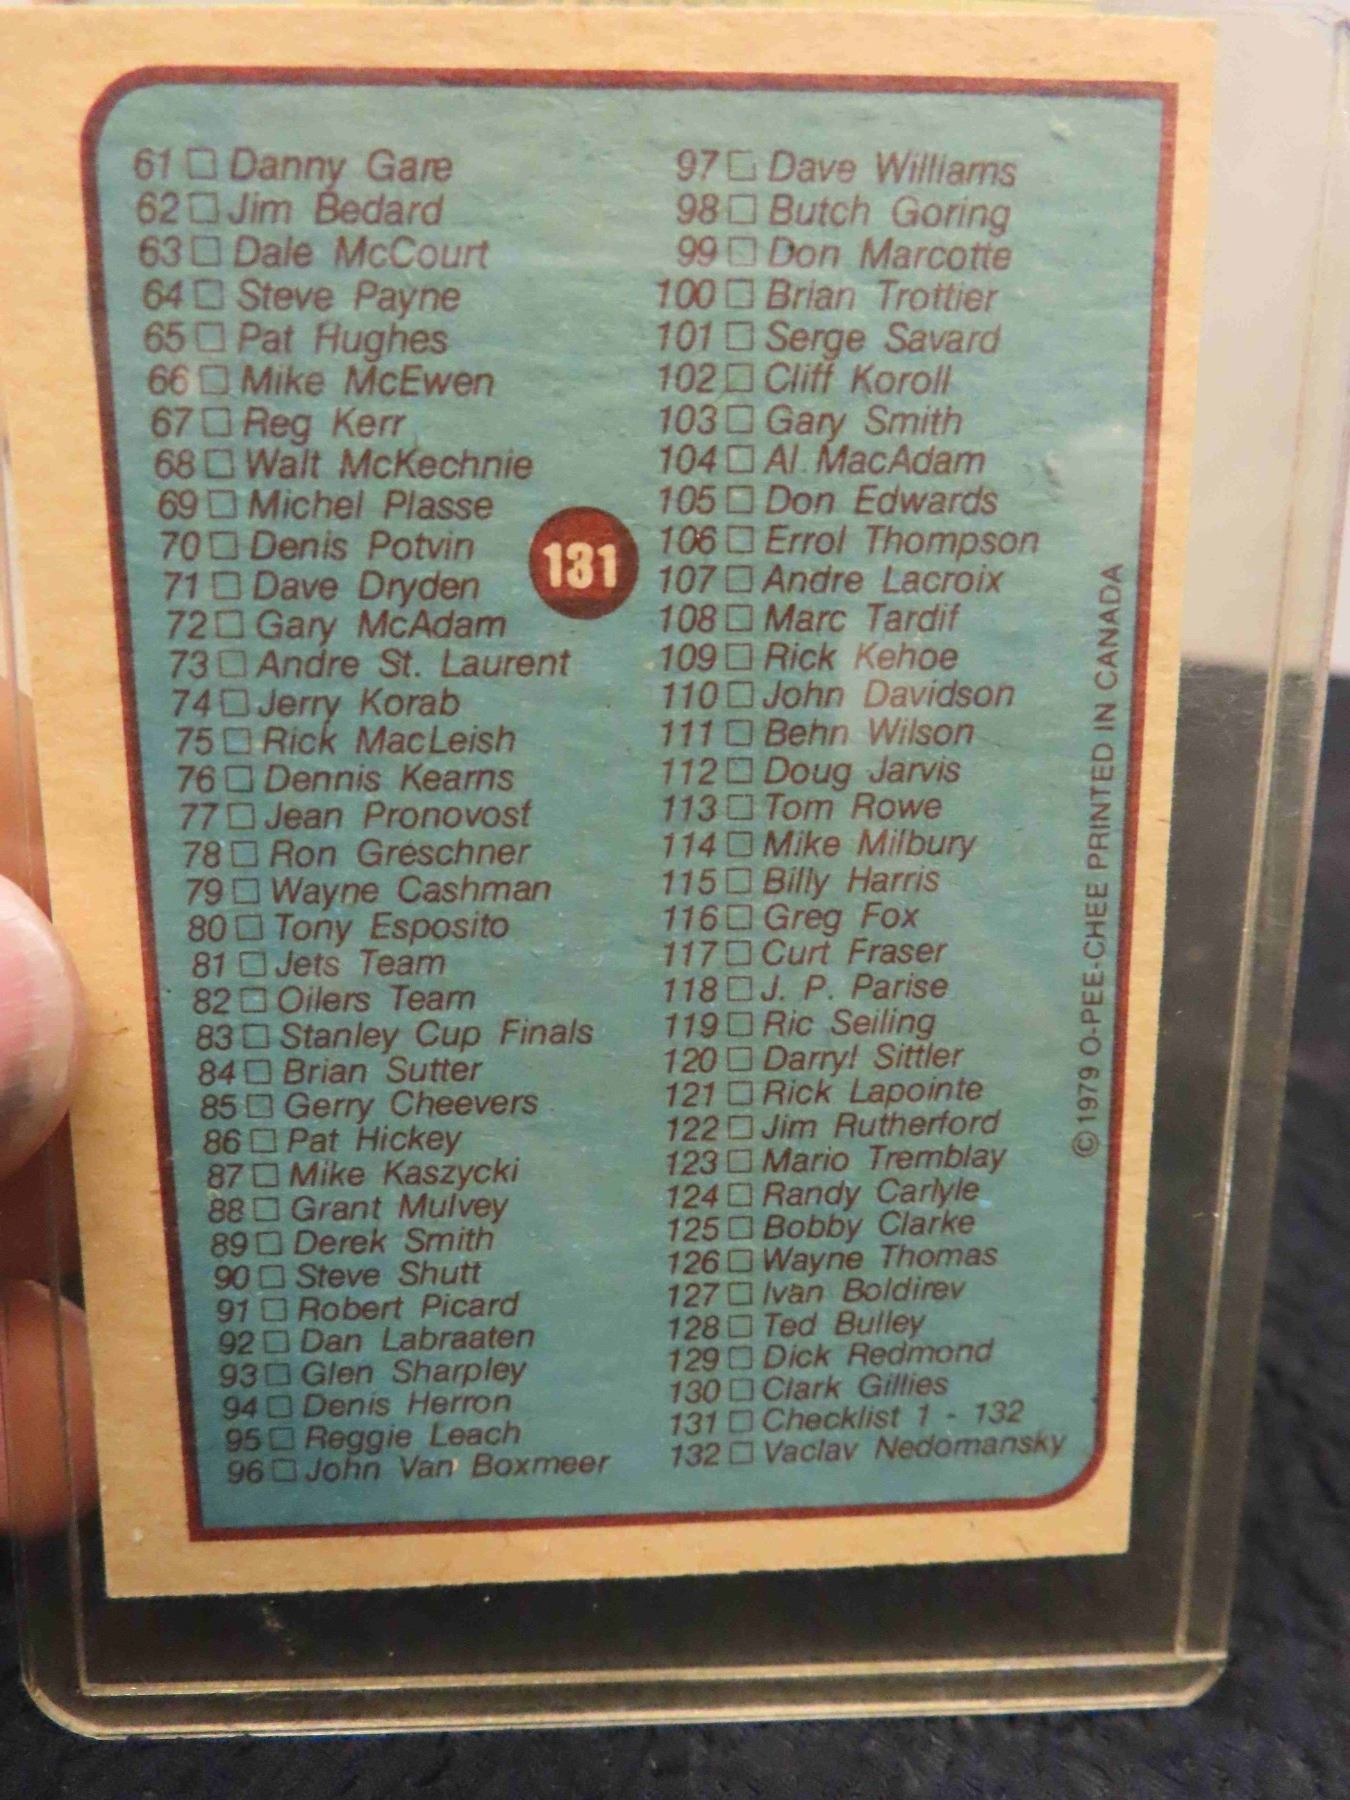 61 Danny Gare
62 Jim Bedard
63 Dale McCourt
64 Steve Payne
65 Pat Hughes
66 Mike McEwen
67 Reg Kerr
68 Walt McKechnie
69 Michel Plasse
70 Denis Potvin
71 Dave Dryden
72 Gary McAdam
73 Andre St. Laurent
74 Jerry Korab
75 Rick MacLeish
76 Dennis Kearns
77 Jean Pronovost
78 Ron Greschner
79 Wayne Cashman
80 Tony Esposito
81 Jets Team
82 Oilers Team
83 Stanley Cup Finals
84 Brian Sutter
85 Gerry Cheevers
86 Pat Hickey
87 Mike Kaszycki
88 Grant Mulvey
89 Derek Smith
90 Steve Shutt
91 Robert Picard
92 Dan Labraaten
93 Glen Sharpley
94 Denis Herron
95 Reggie Leach
96 John Van Boxmeer
131
97 Dave Williams
98 Butch Goring
99 Don Marcotte
100 Brian Trottier
101 Serge Savard
102 Cliff Koroll
103 Gary Smith
104 Al MacAdam
105 Don Edwards
106 Errol Thompson
107 Andre Lacroix
108 Marc Tardif
109 Rick Kehoe
110 John Davidson
111 Behn Wilson
112 Doug Jarvis
113 Tom Rowe
114 Mike Milbury
115 Billy Harris
116 Greg Fox
117 Curt Fraser
118 J. P. Parise
119 Ric Seiling
120 Darry! Sittler
121 Rick Lapointe
122 Jim Rutherford
123 Mario Tremblay
124 Randy Carlyle
125 Bobby Clarke
126 Wayne Thomas
127 Ivan Boldirev
128 Ted Bulley
129 Dick Redmond
130 Clark Gillies
131 Checklist 1 - 132
132 Vaclav Nedomansky
© 1979 O-PEE-CHEE PRINTED IN CANADA